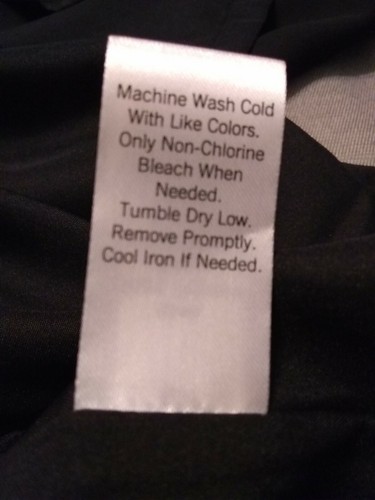 Machine Wash Cold
With Like Colors.
Only Non-Chlorine
Bleach When
Needed.
Tumble Dry Low.
Remove Promptly.
Cool Iron If Needed.